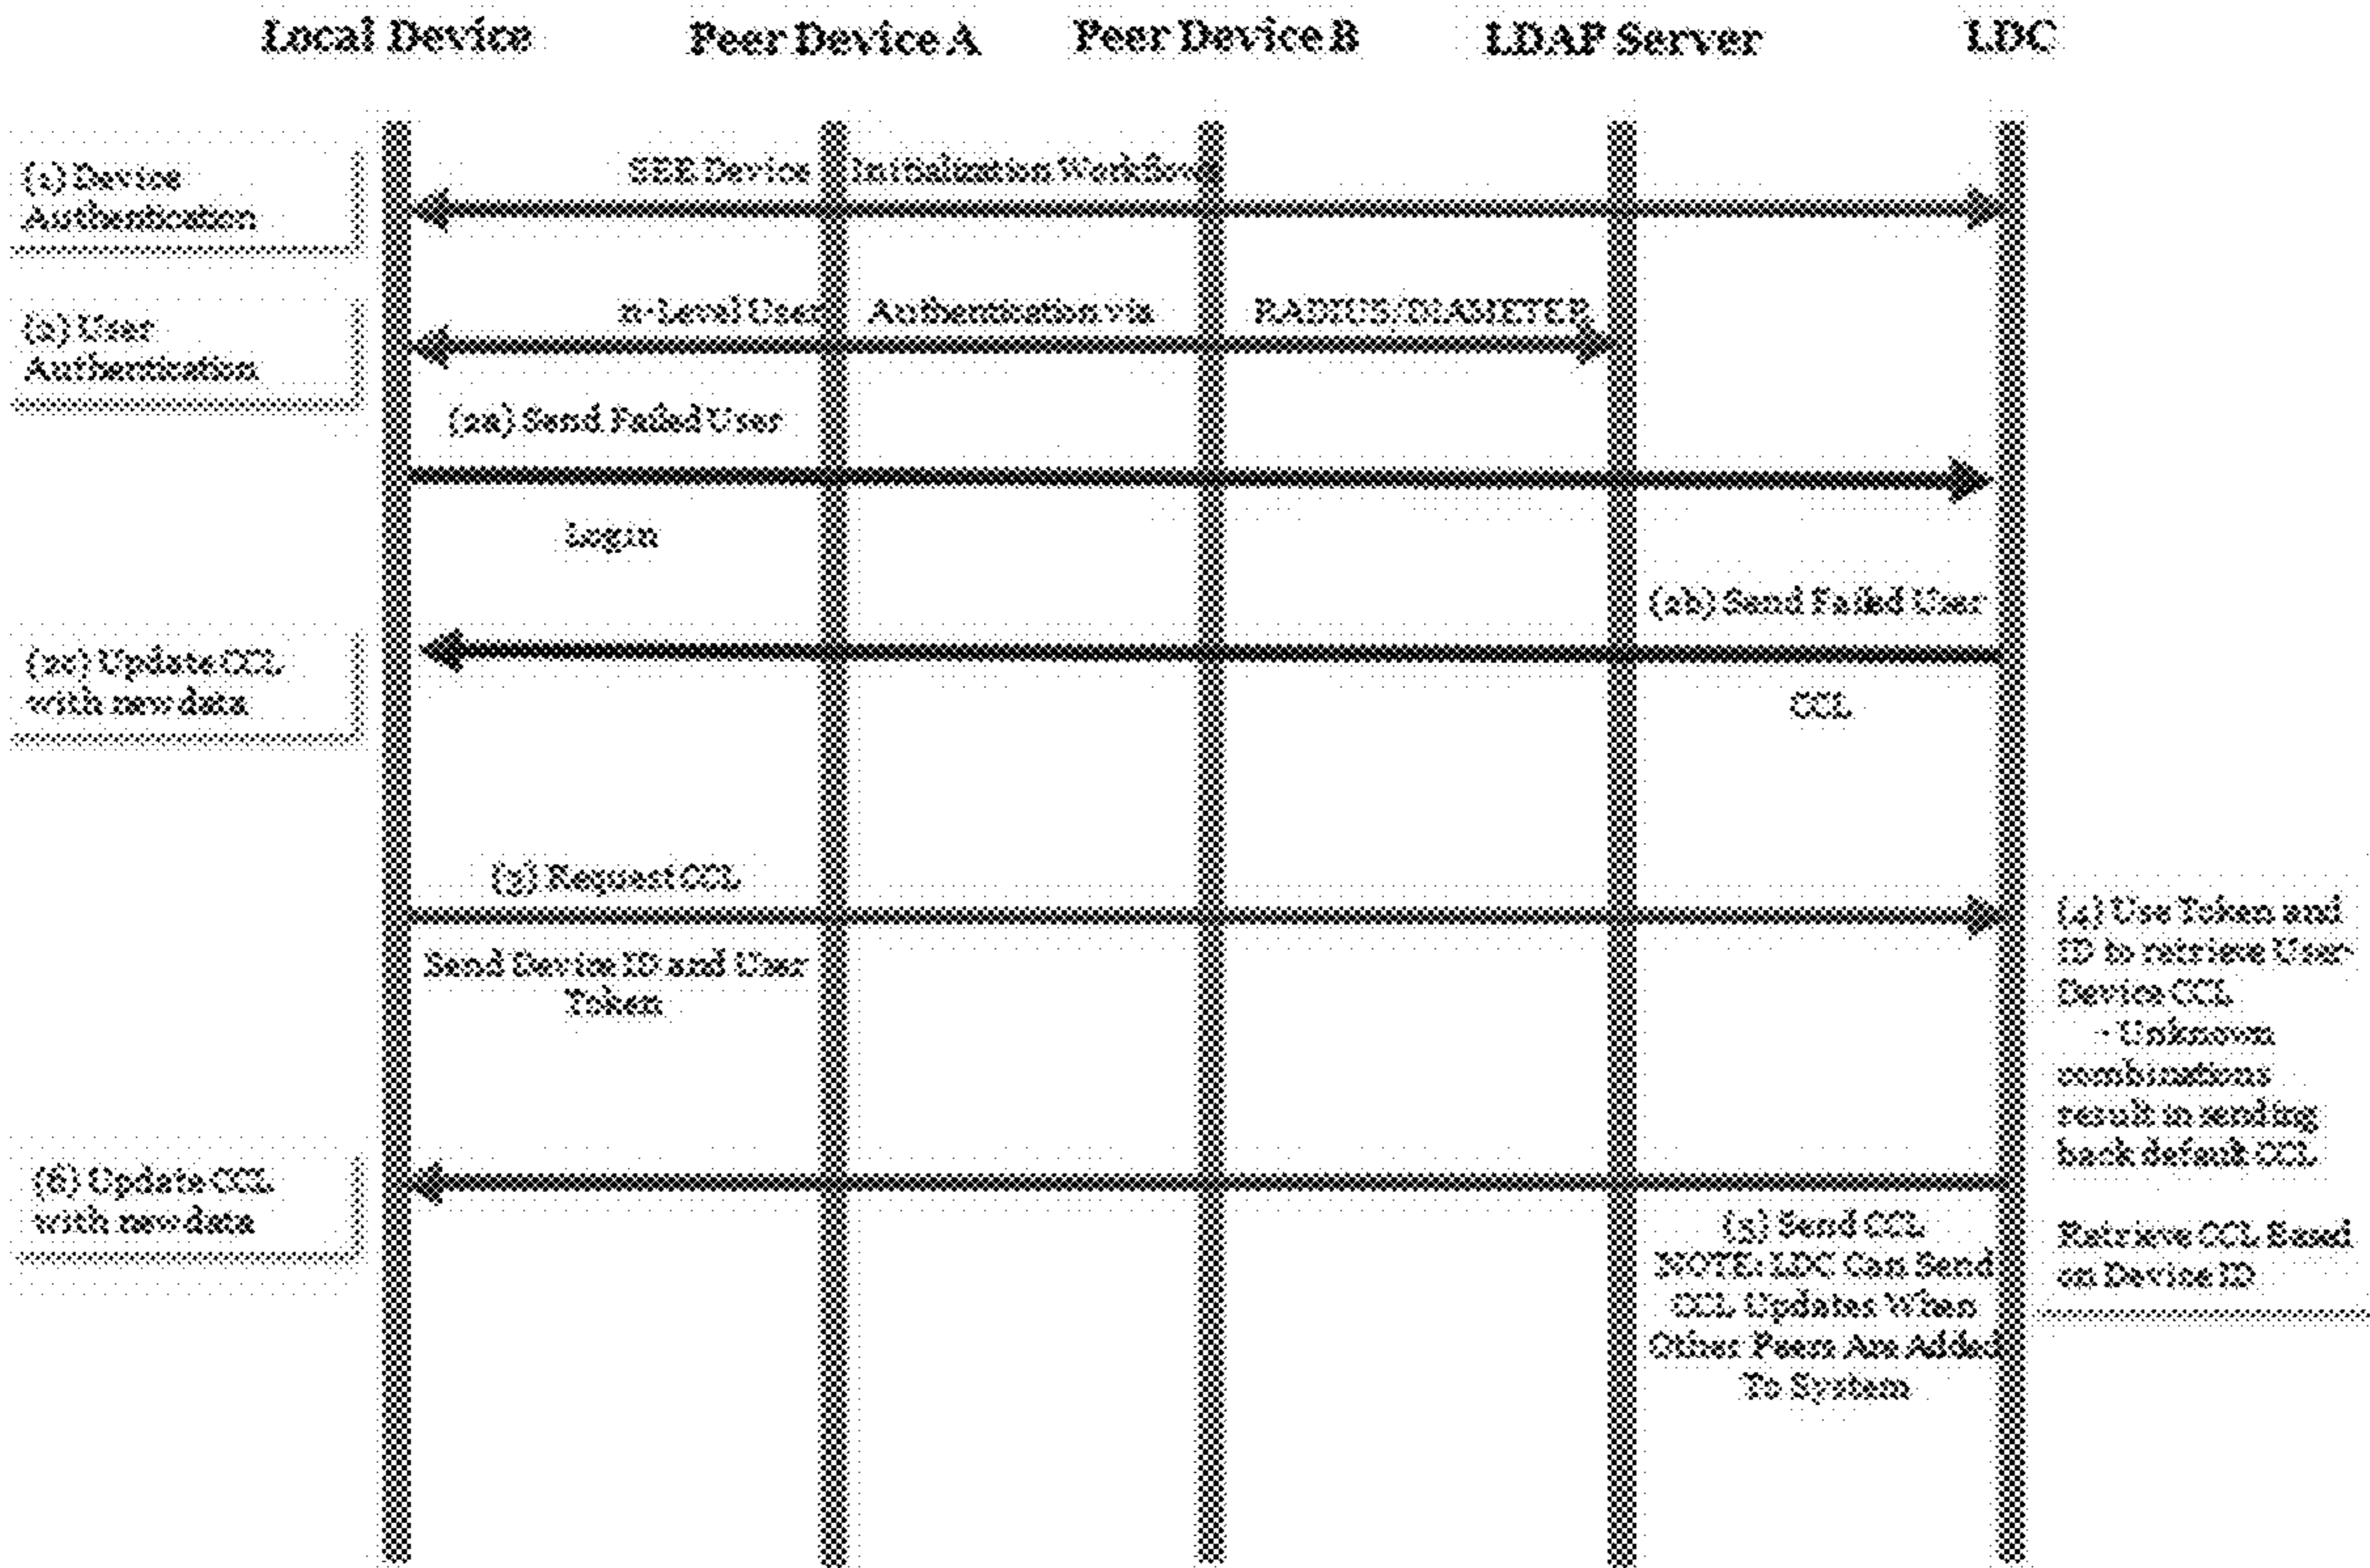 Local Device Peer Device A Peer Device B LDAP Server LDC
(1) Device
Authentication
SEE Device Initialization Workflow
(2) User
Authentication
n-Level User Authentication via RADIUS/DIAMETER
(2a) Send Failed User
Login
(2b) Send Failed User
CCL
(2c) Update CCL
with new data
(3) Request CCL
Send Device ID and User
Token
(4) Use Token and
ID to retrieve User-
Device CCL
- Unknown
combinations
result in sending
back default CCL
Retrieve CCL Based
on Device ID
(5) Send CCL
NOTE: LDC Can Send
CCL Updates When
Other Peers Are Added
To System
(6) Update CCL
with new data